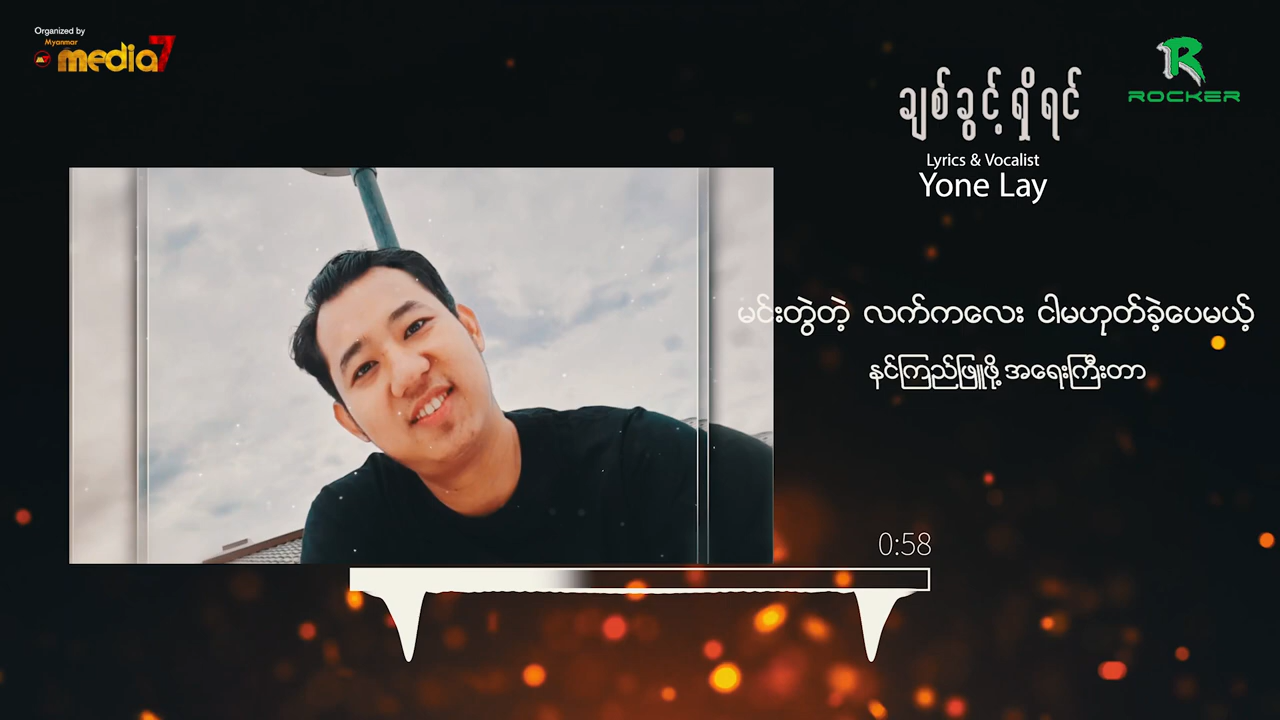 Organized by
Myanmar
media7
ROCKER
ချစ်ခွင့်ရှိရင်
Lyrics & Vocalist
Yone Lay
မင်းတွဲတဲ့ လက်ကလေး ငါမဟုတ်ခဲ့ပေမယ့်
နင်ကြည်ဖြူဖို့ အရေးကြီးတာ
0:58